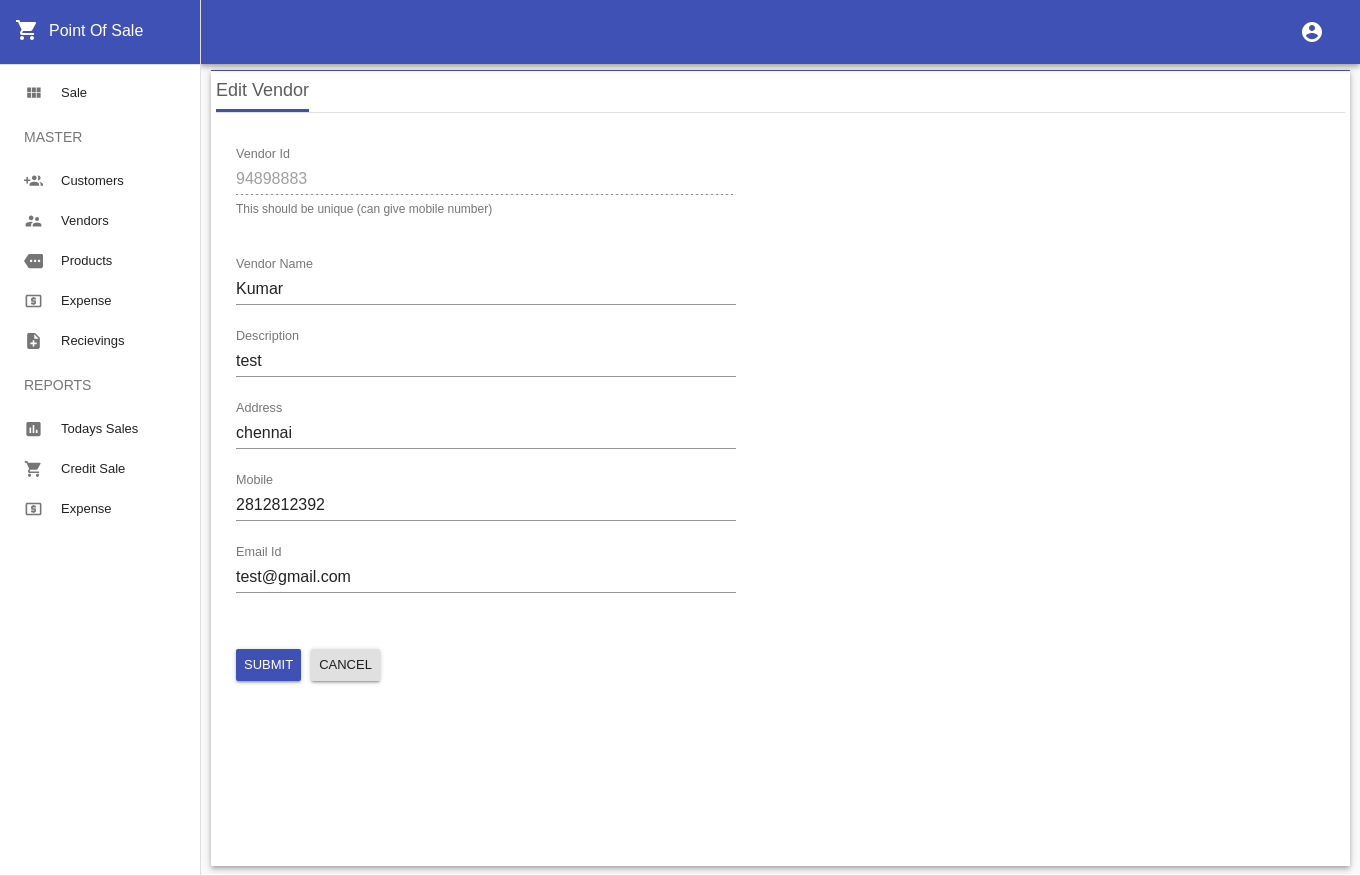 Point Of Sale
Sale
MASTER
Customers
Vendors
Products
Expense
Recievings
REPORTS
Todays Sales
Credit Sale
Expense
Edit Vendor
Vendor Id
94898883
This should be unique (can give mobile number)
Vendor Name
Kumar
Description
test
Address
chennai
Mobile
2812812392
Email Id
test@gmail.com
SUBMIT CANCEL